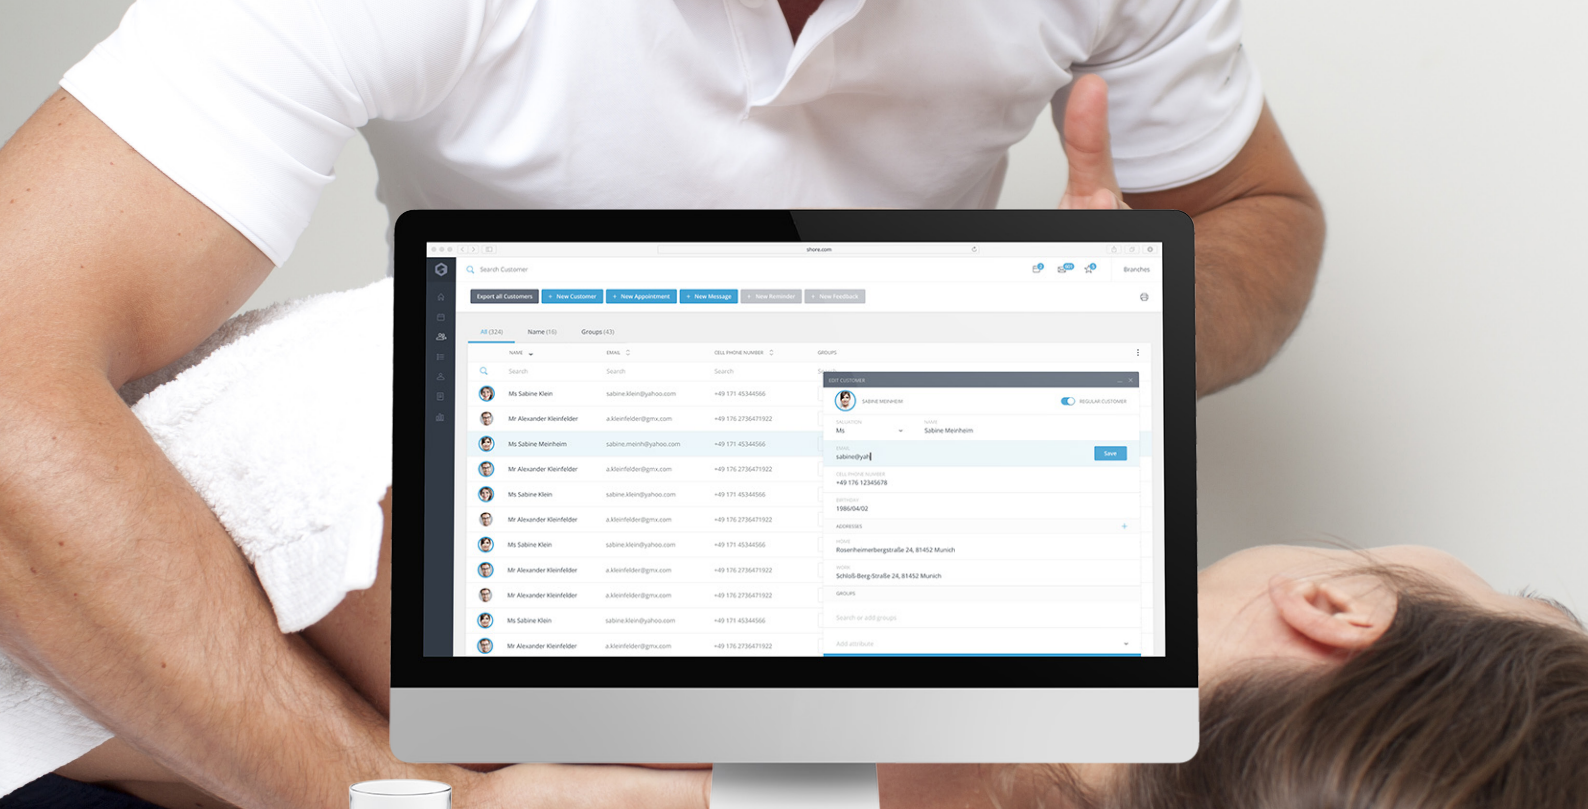 shore.com
Search Customer
2
Branches
Export all Customers + New Customer + New Appointment + New Message + New Reminder + New Feedback
All (324) Name (16) Groups (43)
NAME EMAIL CELL PHONE NUMBER GROUPS
Search Search Search
Ms Sabine Klein sabine.klein@yahoo.com +49 171 45344566
Mr Alexander Kleinfelder a.kleinfelder@gmx.com +49 176 2736471922
Ms Sabine Meinheim sabine.meinh@yahoo.com +49 171 45344566
Mr Alexander Kleinfelder a.kleinfelder@gmx.com +49 176 2736471922
Ms Sabine Klein sabine.klein@yahoo.com +49 171 45344566
Mr Alexander Kleinfelder a.kleinfelder@gmx.com +49 176 2736471922
Ms Sabine Klein sabine.klein@yahoo.com +49 171 45344566
Mr Alexander Kleinfelder a.kleinfelder@gmx.com +49 176 2736471922
Mr Alexander Kleinfelder a.kleinfelder@gmx.com +49 176 2736471922
Ms Sabine Klein sabine.klein@yahoo.com +49 171 45344566
Mr Alexander Kleinfelder a.kleinfelder@gmx.com +49 176 2736471922
EDIT CUSTOMER
SABINE MEINHEIM REGULAR CUSTOMER
NAME
Ms Sabine Meinheim
EMAIL
sabine@yah
Save
CELL PHONE NUMBER
+49 176 12345678
BIRTHDAY
1986/04/02
ADDRESSES +
HOME
Rosenheimerbergstraße 24, 81452 Munich
WORK
Schloß-Berg-Straße 24, 81452 Munich
GROUPS
Search or add groups
Add attribute